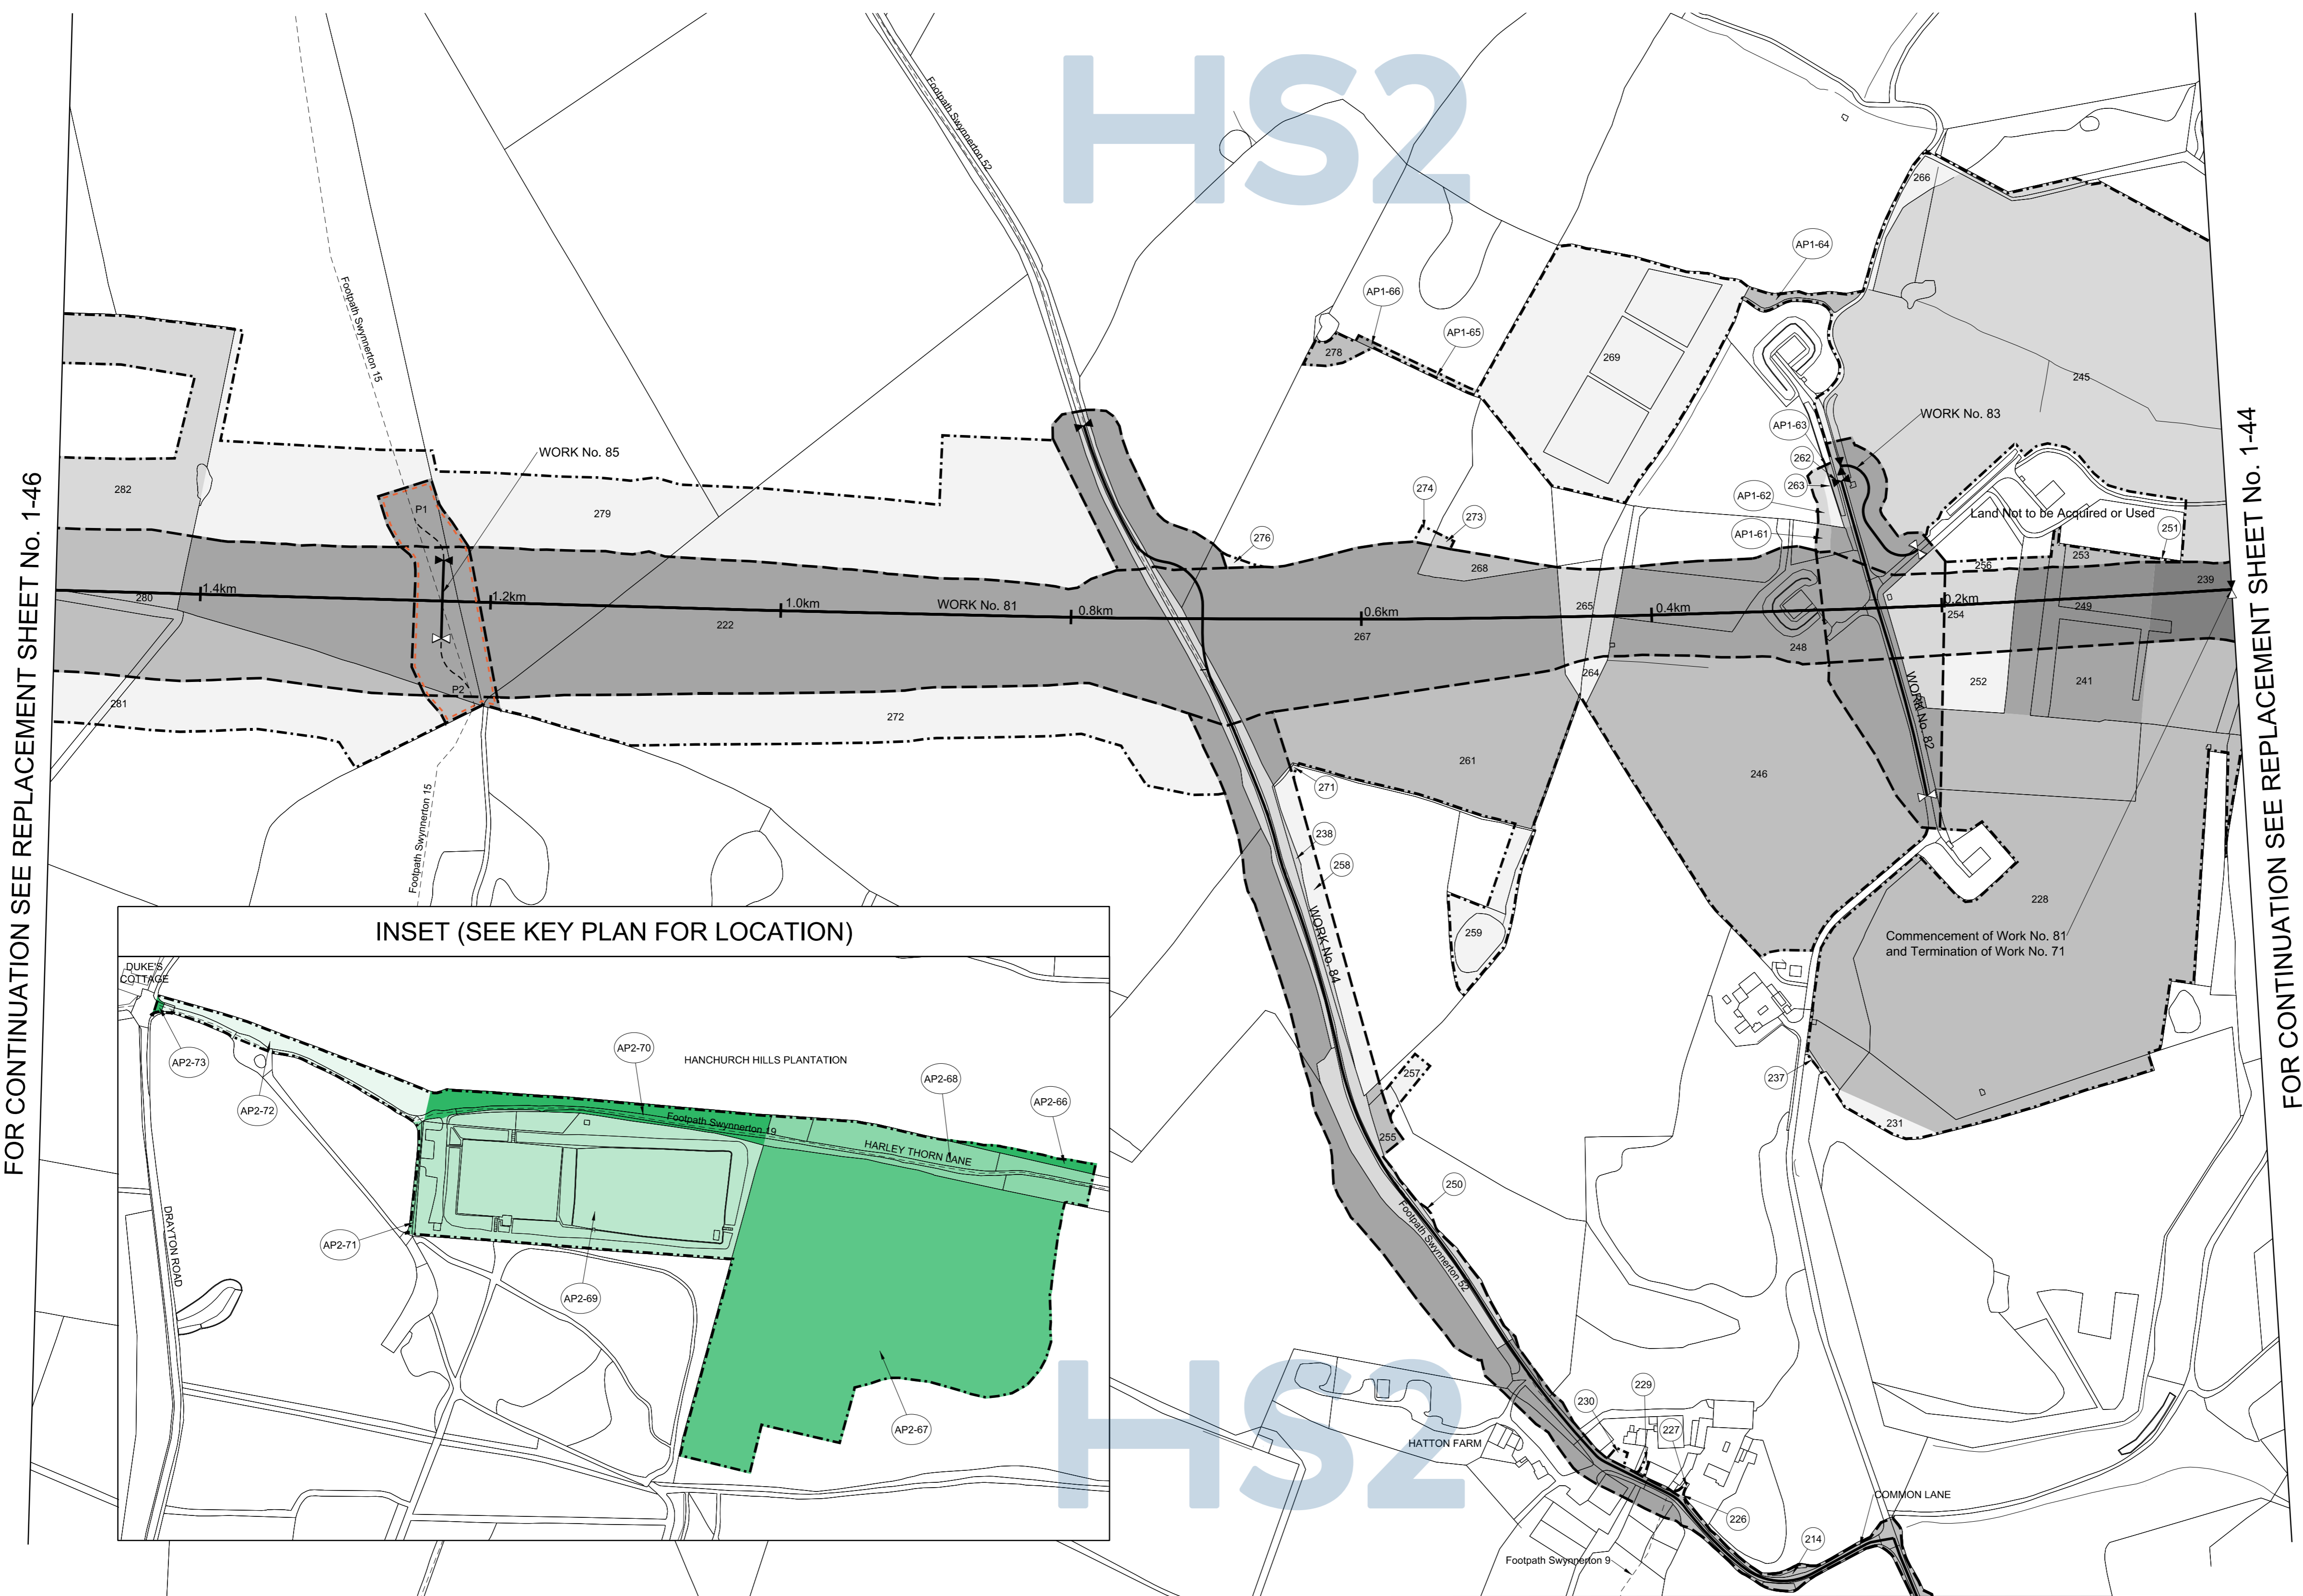 HS2
FOR CONTINUATION SEE REPLACEMENT SHEET No. 1-46
FOR CONTINUATION SEE REPLACEMENT SHEET No. 1-44
Footpath Swynnerton 52
Footpath Swynnerton 15
266
AP1-64
AP1-66
AP1-65
278
269
245
AP1-63
WORK No. 83
262
263
AP1-62
AP1-61
Land Not to be Acquired or Used
251
WORK No. 85
282
P1
279
274
273
276
268
253
256
239
280
1.4km
1.2km
1.0km
WORK No. 81
0.8km
0.6km
265
0.4km
0.2km
254
249
222
267
248
264
P2
281
272
252
241
WORK No. 82
261
246
271
Footpath Swynnerton 15
238
258
228
WORK No. 84
259
Commencement of Work No. 81
and Termination of Work No. 71
257
237
231
255
250
Footpath Swynnerton 52
230
229
227
HATTON FARM
226
COMMON LANE
214
Footpath Swynnerton 9
INSET (SEE KEY PLAN FOR LOCATION)
DUKE'S
COTTAGE
AP2-73
AP2-72
AP2-70
HANCHURCH HILLS PLANTATION
AP2-68
AP2-66
Footpath Swynnerton 19
HARLEY THORN LANE
DRAYTON ROAD
AP2-71
AP2-69
AP2-67
HS2